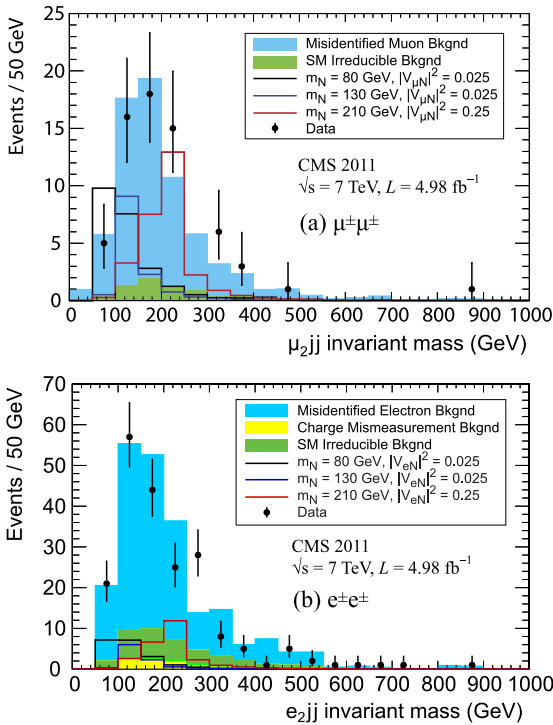 Events / 50 GeV
25
20
15
10
5
0
Misidentified Muon Bkgnd
SM Irreducible Bkgnd
m_N = 80 GeV, |V_μN|² = 0.025
m_N = 130 GeV, |V_μN|² = 0.025
m_N = 210 GeV, |V_μN|² = 0.25
Data
CMS 2011
√s = 7 TeV, L = 4.98 fb⁻¹
(a) μ±μ±
0 100 200 300 400 500 600 700 800 900 1000
μ₂jj invariant mass (GeV)
Events / 50 GeV
70
60
50
40
30
20
10
0
Misidentified Electron Bkgnd
Charge Mismeasurement Bkgnd
SM Irreducible Bkgnd
m_N = 80 GeV, |V_eN|² = 0.025
m_N = 130 GeV, |V_eN|² = 0.025
m_N = 210 GeV, |V_eN|² = 0.25
Data
CMS 2011
√s = 7 TeV, L = 4.98 fb⁻¹
(b) e±e±
0 100 200 300 400 500 600 700 800 900 1000
e₂jj invariant mass (GeV)